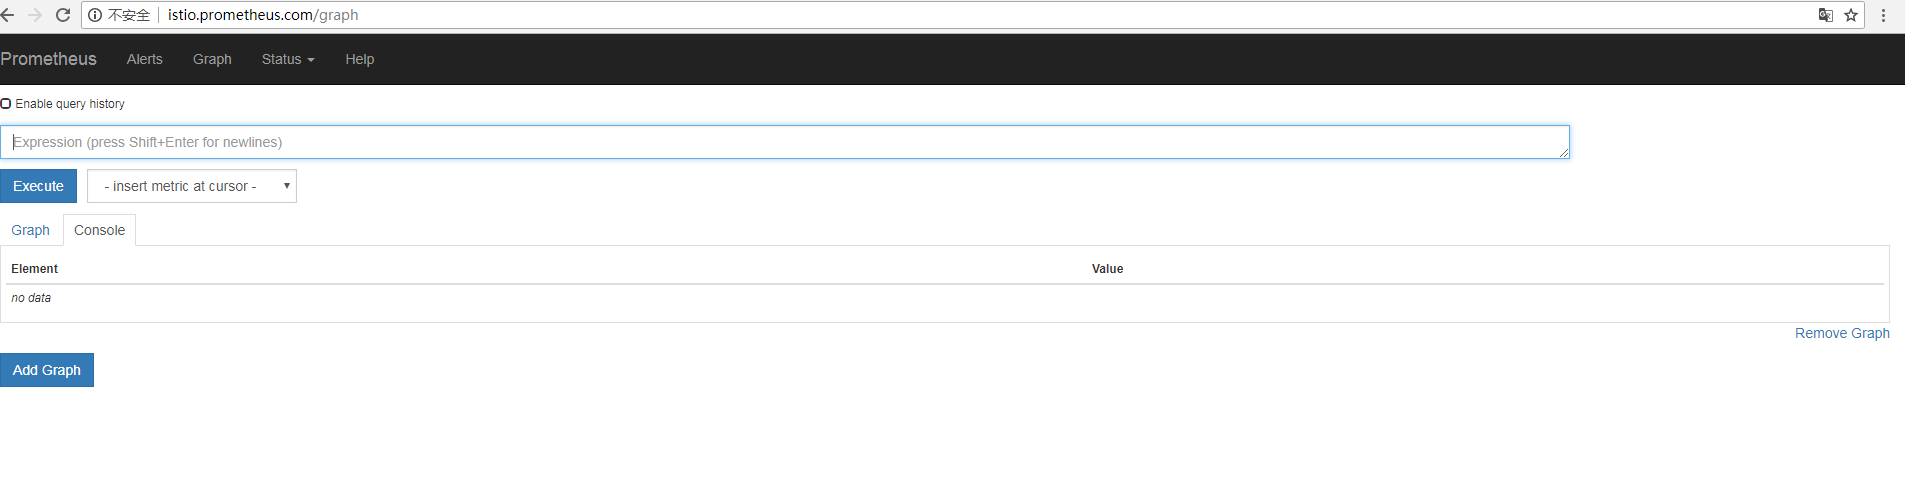 不安全 istio.prometheus.com/graph
Prometheus Alerts Graph Status Help
Enable query history
Expression (press Shift+Enter for newlines)
Execute - insert metric at cursor -
Graph Console
Element Value
no data
Remove Graph
Add Graph